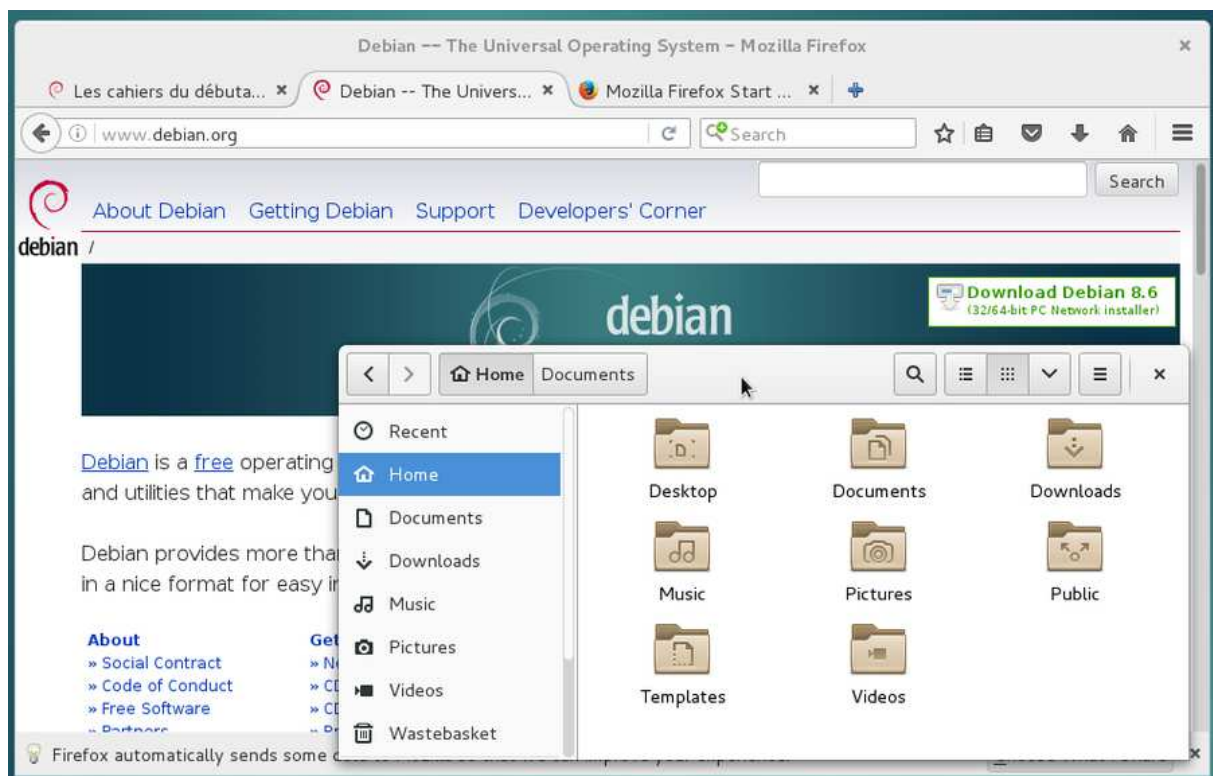 Debian -- The Universal Operating System - Mozilla Firefox
Les cahiers du débuta... Debian -- The Univers... Mozilla Firefox Start ...
www.debian.org Search
Search
About Debian Getting Debian Support Developers' Corner
debian /
debian
Download Debian 8.6
(32/64-bit PC Network installer)
Home Documents
Recent
Home
Documents
Downloads
Music
Pictures
Videos
Wastebasket
Desktop Documents Downloads
Music Pictures Public
Templates Videos
Debian is a free operating
and utilities that make you
Debian provides more tha
in a nice format for easy
About
» Social Contract
» Code of Conduct
» Free Software
» Partners
Firefox automatically sends some